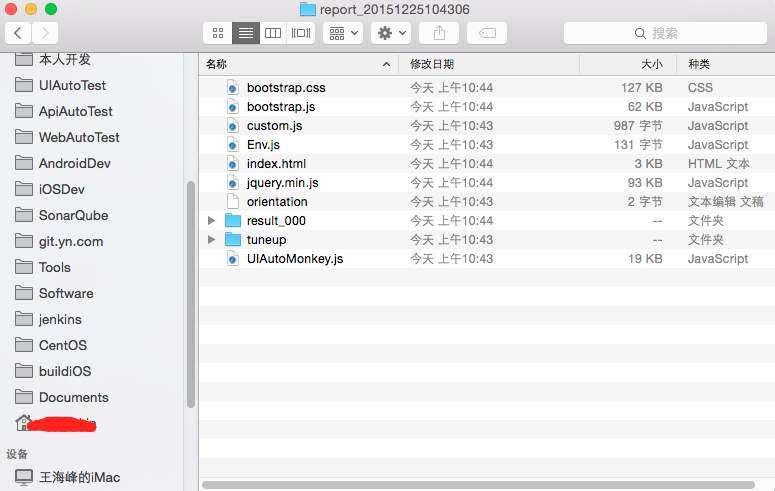 report_20151225104306
搜索
本人开发
UIAutoTest
ApiAutoTest
WebAutoTest
AndroidDev
iOSDev
SonarQube
git.yn.com
Tools
Software
jenkins
CentOS
buildiOS
Documents
设备
王海峰的iMac
名称 修改日期 大小 种类
bootstrap.css 今天 上午10:44 127 KB CSS
bootstrap.js 今天 上午10:44 62 KB JavaScript
custom.js 今天 上午10:43 987 字节 JavaScript
Env.js 今天 上午10:43 131 字节 JavaScript
index.html 今天 上午10:44 3 KB HTML 文本
jquery.min.js 今天 上午10:44 93 KB JavaScript
orientation 今天 上午10:43 2 字节 文本编辑 文稿
result_000 今天 上午10:44 -- 文件夹
tuneup 今天 上午10:43 -- 文件夹
UIAutoMonkey.js 今天 上午10:43 19 KB JavaScript